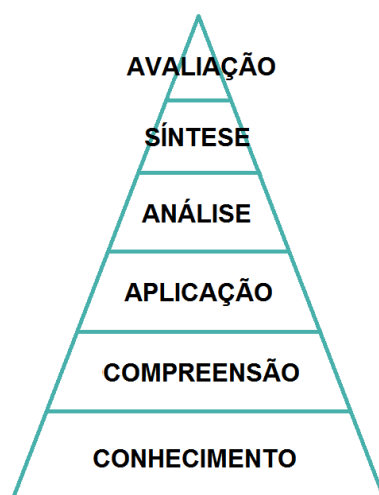 AVALIAÇÃO
SÍNTESE
ANÁLISE
APLICAÇÃO
COMPREENSÃO
CONHECIMENTO